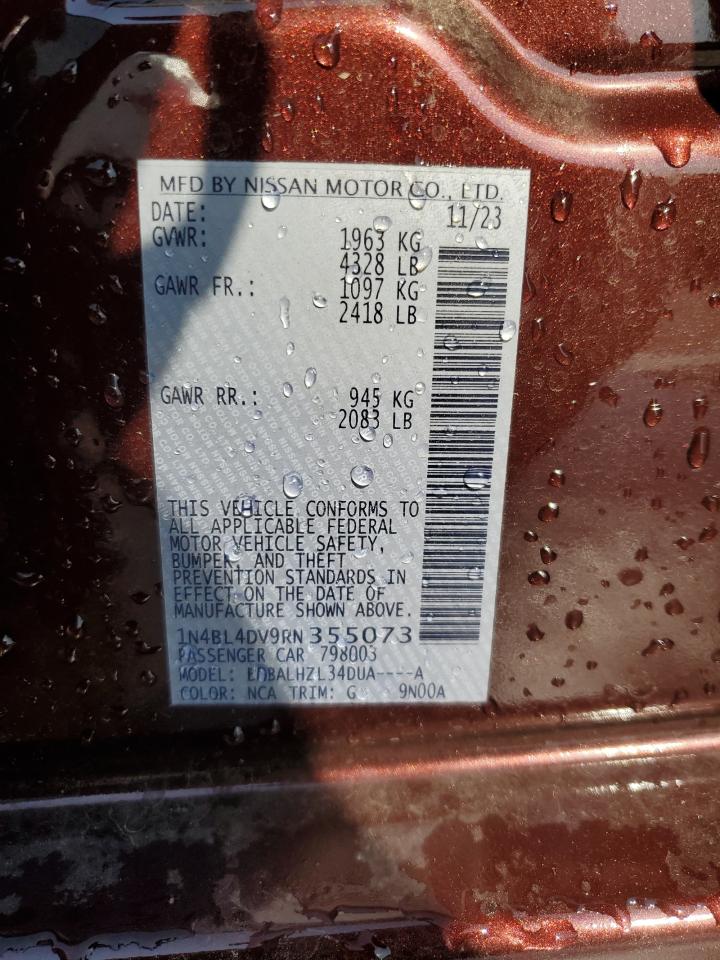 MFD BY NISSAN MOTOR CO., LTD.
DATE: 11/23
GVWR: 1963 KG
4328 LB
GAWR FR.: 1097 KG
2418 LB
GAWR RR.: 945 KG
2083 LB
THIS VEHICLE CONFORMS TO
ALL APPLICABLE FEDERAL
MOTOR VEHICLE SAFETY,
BUMPER, AND THEFT
PREVENTION STANDARDS IN
EFFECT ON THE DATE OF
MANUFACTURE SHOWN ABOVE.
1N4BL4DV9RN355073
PASSENGER CAR 798003
MODEL: A
COLOR: NCA TRIM: G 9N00A